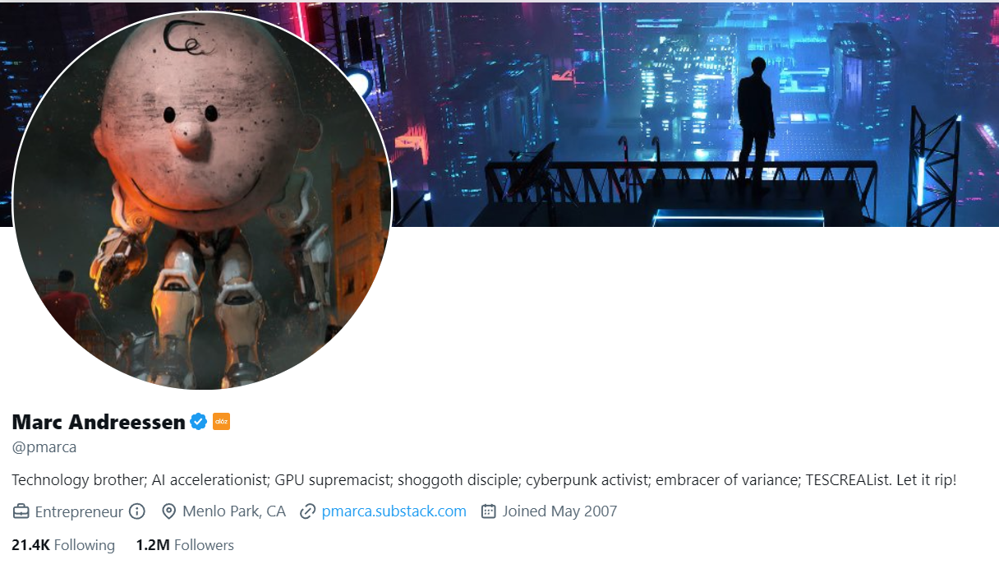 Marc Andreessen a16z
@pmarca
Technology brother; AI accelerationist; GPU supremacist; shoggoth disciple; cyberpunk activist; embracer of variance; TESCREAList. Let it rip!
Entrepreneur Menlo Park, CA pmarca.substack.com Joined May 2007
21.4K Following 1.2M Followers